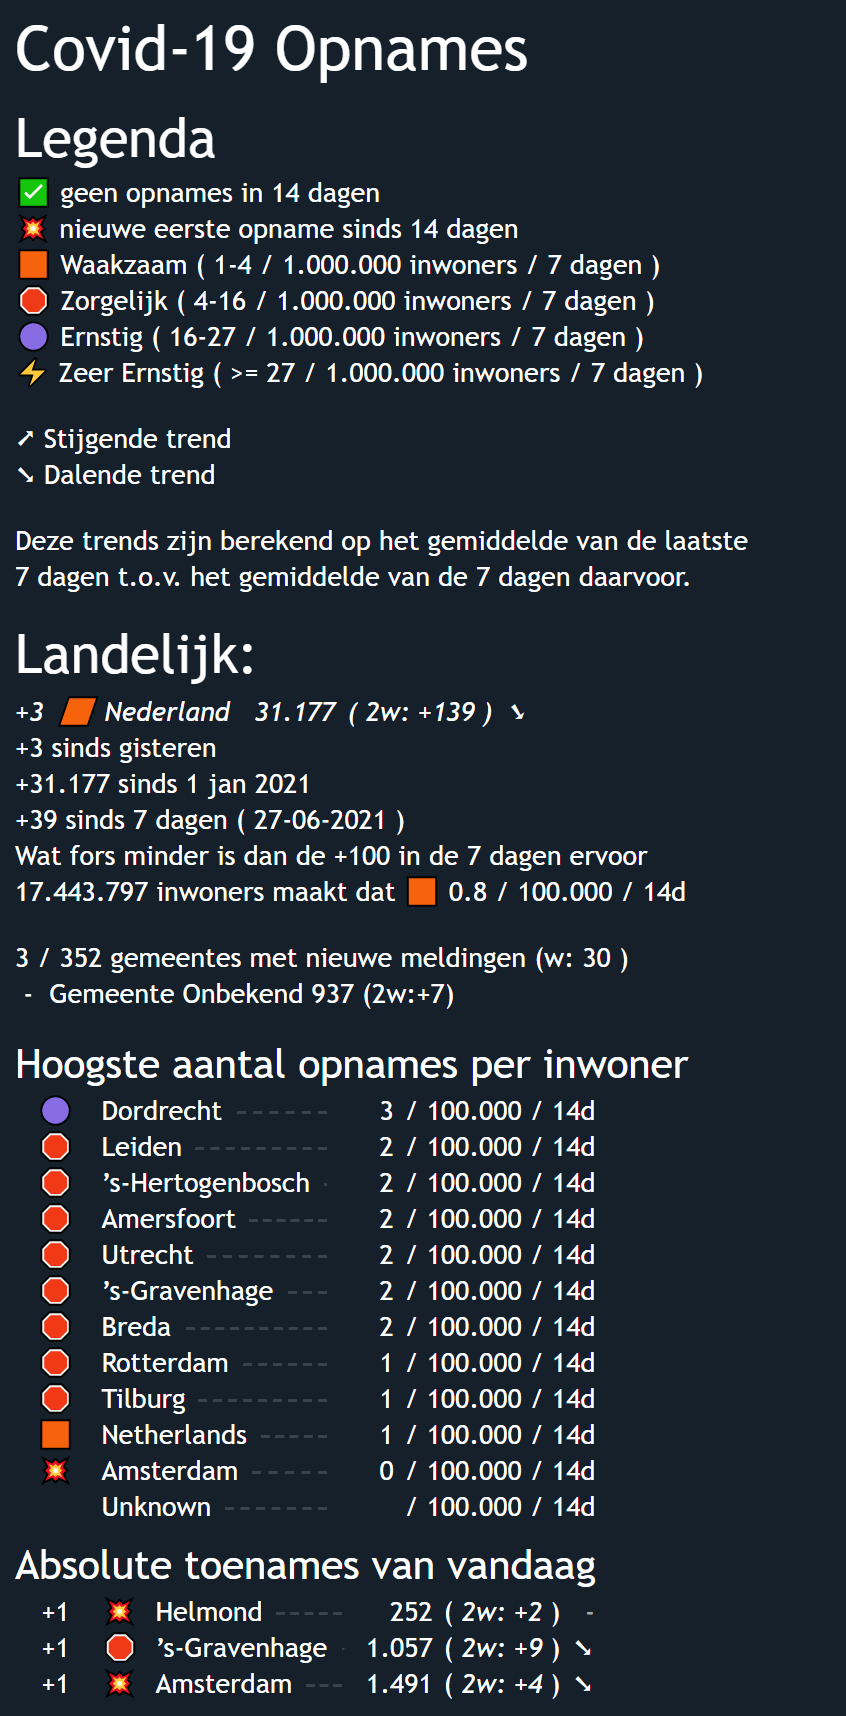 Covid-19 Opnames
Legenda
✅ geen opnames in 14 dagen
💥 nieuwe eerste opname sinds 14 dagen
🟧 Waakzaam ( 1-4 / 1.000.000 inwoners / 7 dagen )
🛑 Zorgelijk ( 4-16 / 1.000.000 inwoners / 7 dagen )
🟣 Ernstig ( 16-27 / 1.000.000 inwoners / 7 dagen )
⚡ Zeer Ernstig ( >= 27 / 1.000.000 inwoners / 7 dagen )
➚ Stijgende trend
➘ Dalende trend
Deze trends zijn berekend op het gemiddelde van de laatste
7 dagen t.o.v. het gemiddelde van de 7 dagen daarvoor.
Landelijk:
+3 🟧 Nederland 31.177 ( 2w: +139 ) ➘
+3 sinds gisteren
+31.177 sinds 1 jan 2021
+39 sinds 7 dagen ( 27-06-2021 )
Wat fors minder is dan de +100 in de 7 dagen ervoor
17.443.797 inwoners maakt dat 🟧 0.8 / 100.000 / 14d
3 / 352 gemeentes met nieuwe meldingen (w: 30 )
- Gemeente Onbekend 937 (2w:+7)
Hoogste aantal opnames per inwoner
🟣 Dordrecht ------ 3 / 100.000 / 14d
🛑 Leiden --------- 2 / 100.000 / 14d
🛑 ’s-Hertogenbosch - 2 / 100.000 / 14d
🛑 Amersfoort ------ 2 / 100.000 / 14d
🛑 Utrecht -------- 2 / 100.000 / 14d
🛑 ’s-Gravenhage --- 2 / 100.000 / 14d
🛑 Breda ---------- 2 / 100.000 / 14d
🛑 Rotterdam ------ 1 / 100.000 / 14d
🛑 Tilburg --------- 1 / 100.000 / 14d
🟧 Netherlands ----- 1 / 100.000 / 14d
💥 Amsterdam ------ 0 / 100.000 / 14d
Unknown ------- / 100.000 / 14d
Absolute toenames van vandaag
+1 💥 Helmond ----- 252 ( 2w: +2 ) -
+1 🛑 ’s-Gravenhage - 1.057 ( 2w: +9 ) ➘
+1 💥 Amsterdam --- 1.491 ( 2w: +4 ) ➘